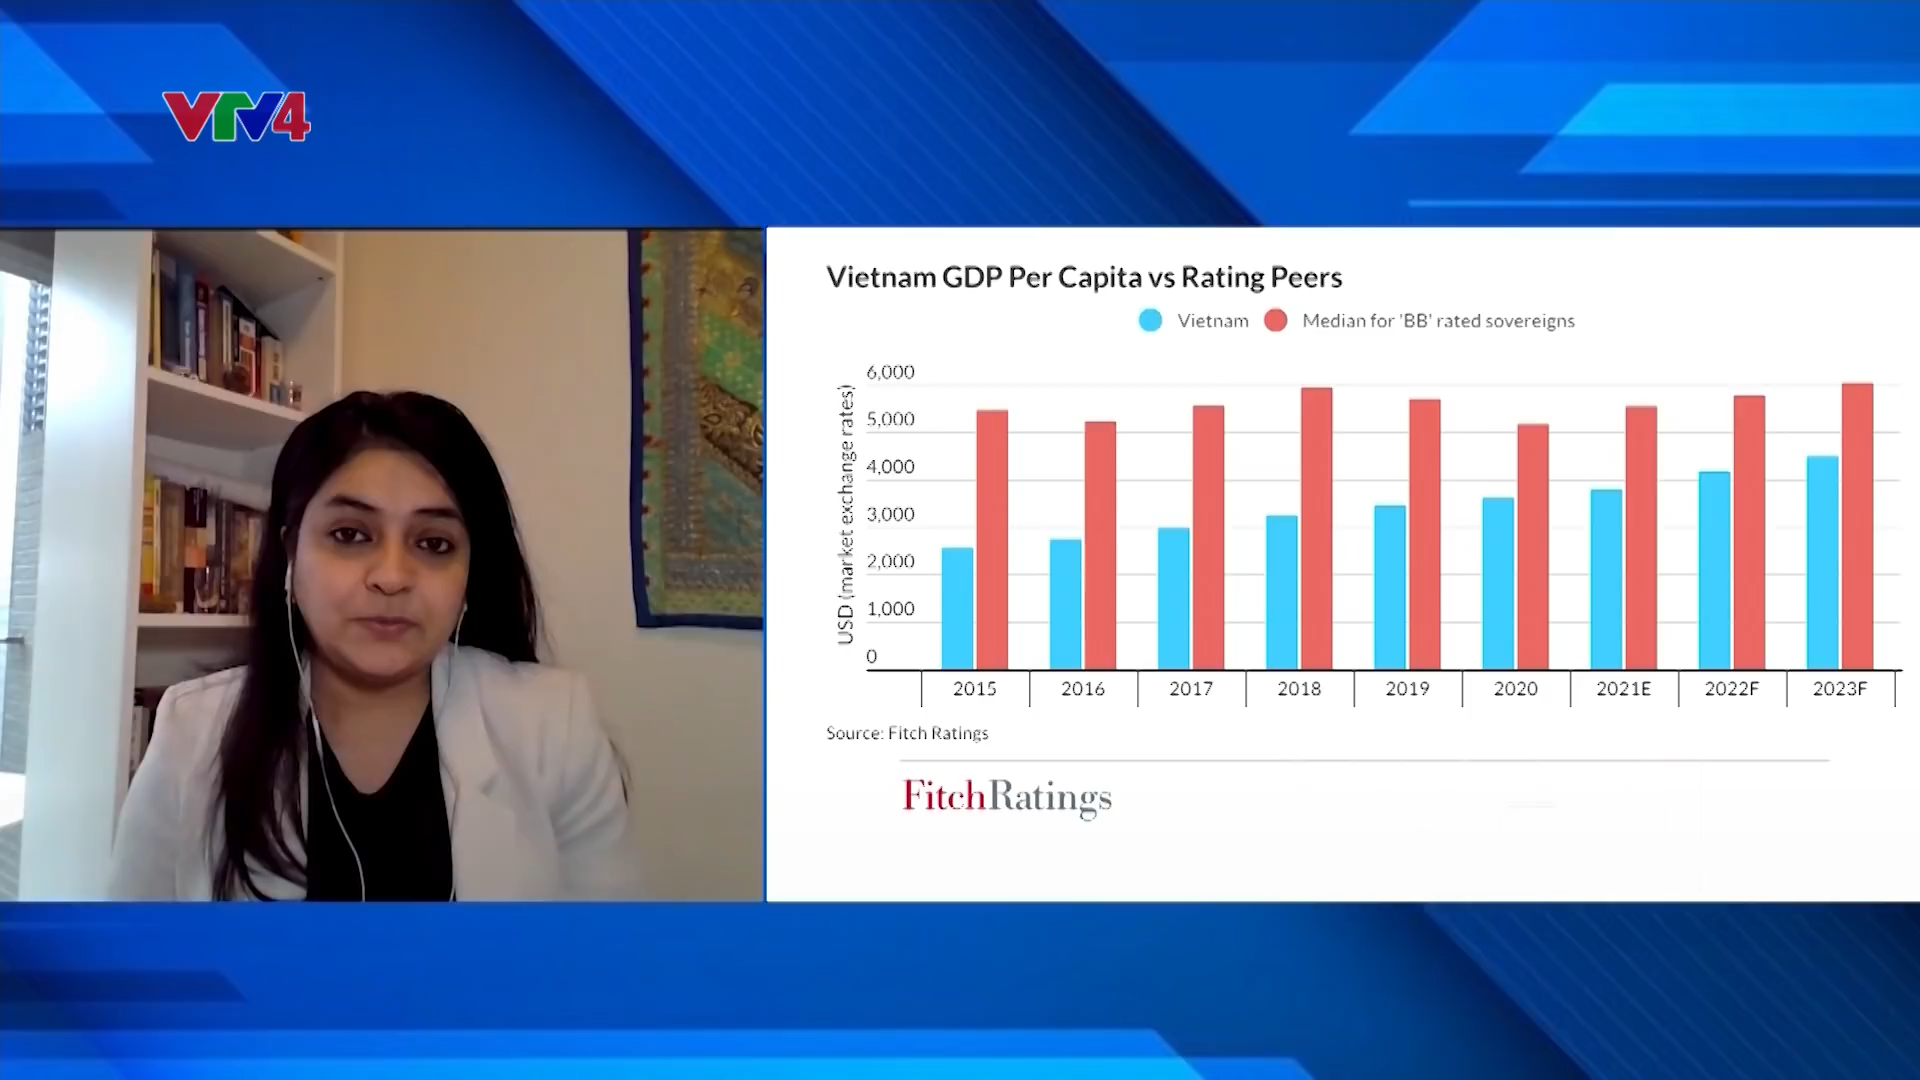 VTV4
Vietnam GDP Per Capita vs Rating Peers
Vietnam Median for 'BB' rated sovereigns
USD (market exchange rates)
6,000
5,000
4,000
3,000
2,000
1,000
0
2015 2016 2017 2018 2019 2020 2021E 2022F 2023F
Source: Fitch Ratings
FitchRatings